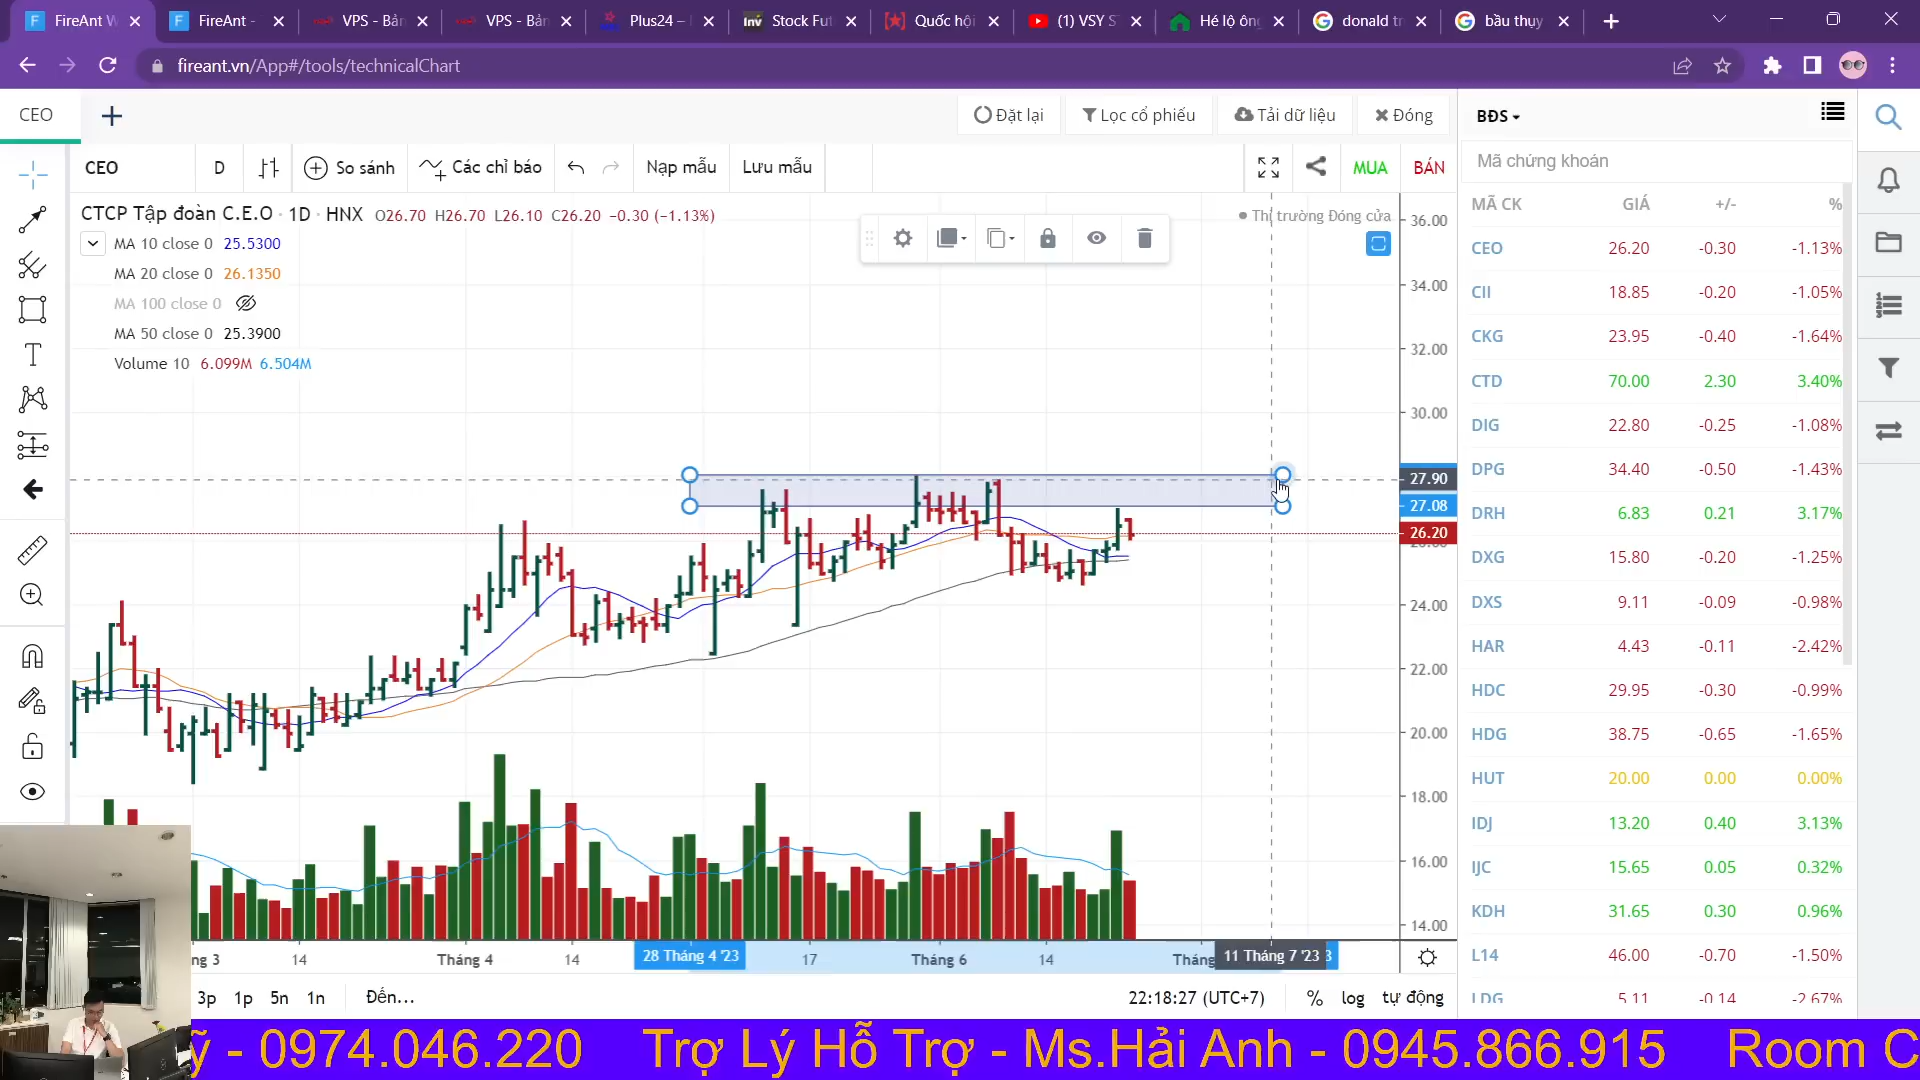 FireAnt W
FireAnt -
VPS - Bản
VPS - Bản
Plus24 –
Stock Fut
Quốc hội
(1) VSY S
Hé lộ ôn
donald tr
bầu thụy
fireant.vn/App#/tools/technicalChart
CEO
Đặt lại
Lọc cổ phiếu
Tải dữ liệu
Đóng
BĐS
CEO
D
So sánh
Các chỉ báo
Nạp mẫu
Lưu mẫu
MUA
BÁN
Mã chứng khoán
CTCP Tập đoàn C.E.O · 1D · HNX O26.70 H26.70 L26.10 C26.20 −0.30 (−1.13%)
Thị trường Đóng cửa
MA 10 close 0 25.5300
MA 20 close 0 26.1350
MA 100 close 0
MA 50 close 0 25.3900
Volume 10 6.099M 6.504M
36.00
34.00
32.00
30.00
27.90
27.08
26.20
24.00
22.00
20.00
18.00
16.00
14.00
MÃ CK GIÁ +/- %
CEO 26.20 -0.30 -1.13%
CII 18.85 -0.20 -1.05%
CKG 23.95 -0.40 -1.64%
CTD 70.00 2.30 3.40%
DIG 22.80 -0.25 -1.08%
DPG 34.40 -0.50 -1.43%
DRH 6.83 0.21 3.17%
DXG 15.80 -0.20 -1.25%
DXS 9.11 -0.09 -0.98%
HAR 4.43 -0.11 -2.42%
HDC 29.95 -0.30 -0.99%
HDG 38.75 -0.65 -1.65%
HUT 20.00 0.00 0.00%
IDJ 13.20 0.40 3.13%
IJC 15.65 0.05 0.32%
KDH 31.65 0.30 0.96%
L14 46.00 -0.70 -1.50%
LDG 5.11 -0.14 -2.67%
ng 3 14 Tháng 4 14 28 Tháng 4 '23 17 Tháng 6 14 Tháng 11 Tháng 7 '23 3
3p 1p 5n 1n Đến...
22:18:27 (UTC+7) % log tự động
ỹ - 0974.046.220 Trợ Lý Hỗ Trợ - Ms.Hải Anh - 0945.866.915 Room C